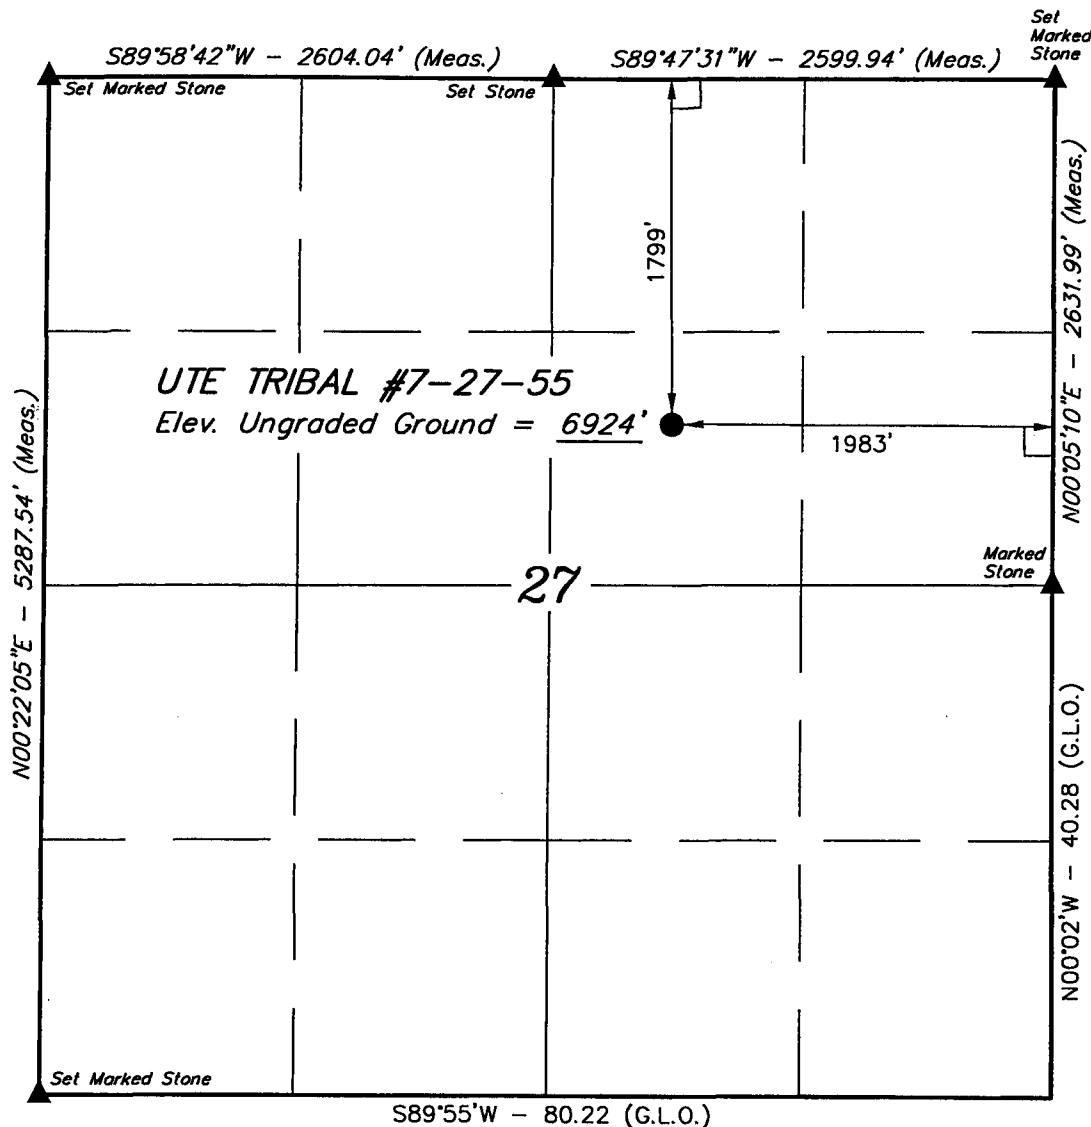 Set
Marked
Stone
S89°58'42"W - 2604.04' (Meas.)
S89°47'31"W - 2599.94' (Meas.)
Set Marked Stone
Set Stone
1799'
N00°05'10"E - 2631.99' (Meas.)
UTE TRIBAL #7-27-55
Elev. Ungraded Ground = 6924'
1983'
N00°22'05"E - 5287.54' (Meas.)
Marked
Stone
27
N00°02'W - 40.28 (G.L.O.)
Set Marked Stone
S89°55'W - 80.22 (G.L.O.)